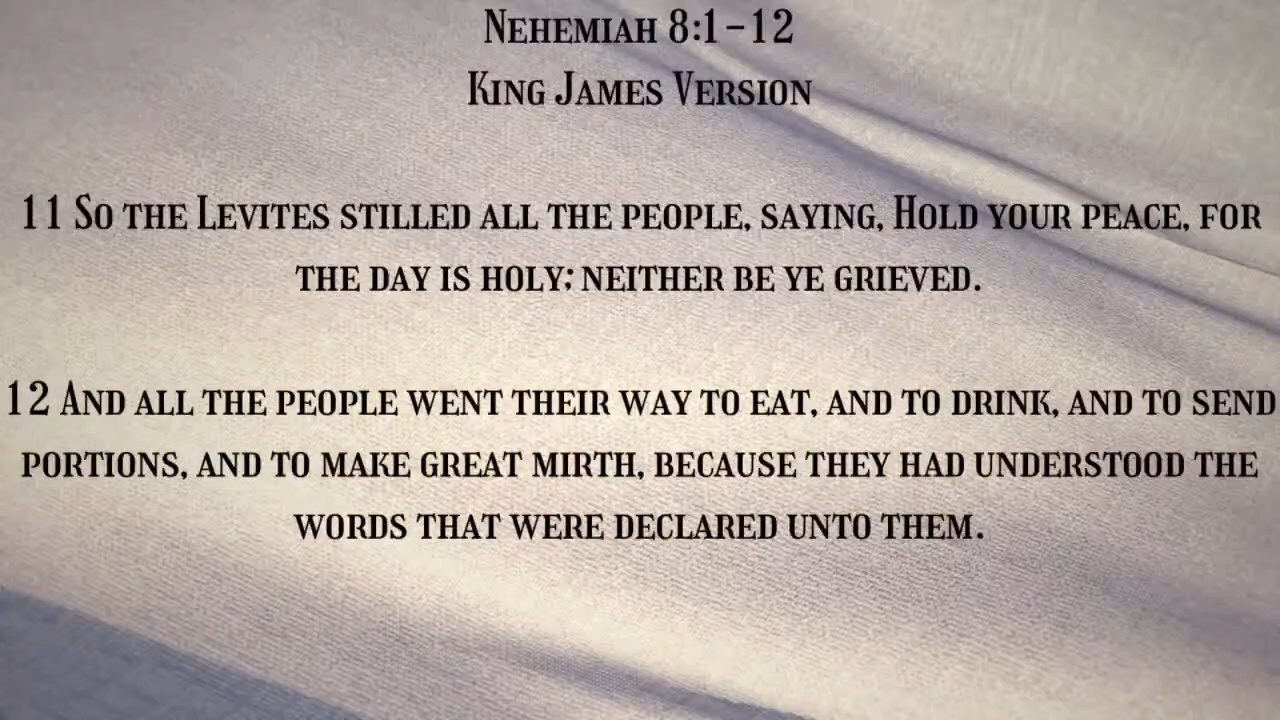 Nehemiah 8:1-12
King James Version
11 So the Levites stilled all the people, saying, Hold your peace, for
the day is holy; neither be ye grieved.
12 And all the people went their way to eat, and to drink, and to send
portions, and to make great mirth, because they had understood the
words that were declared unto them.